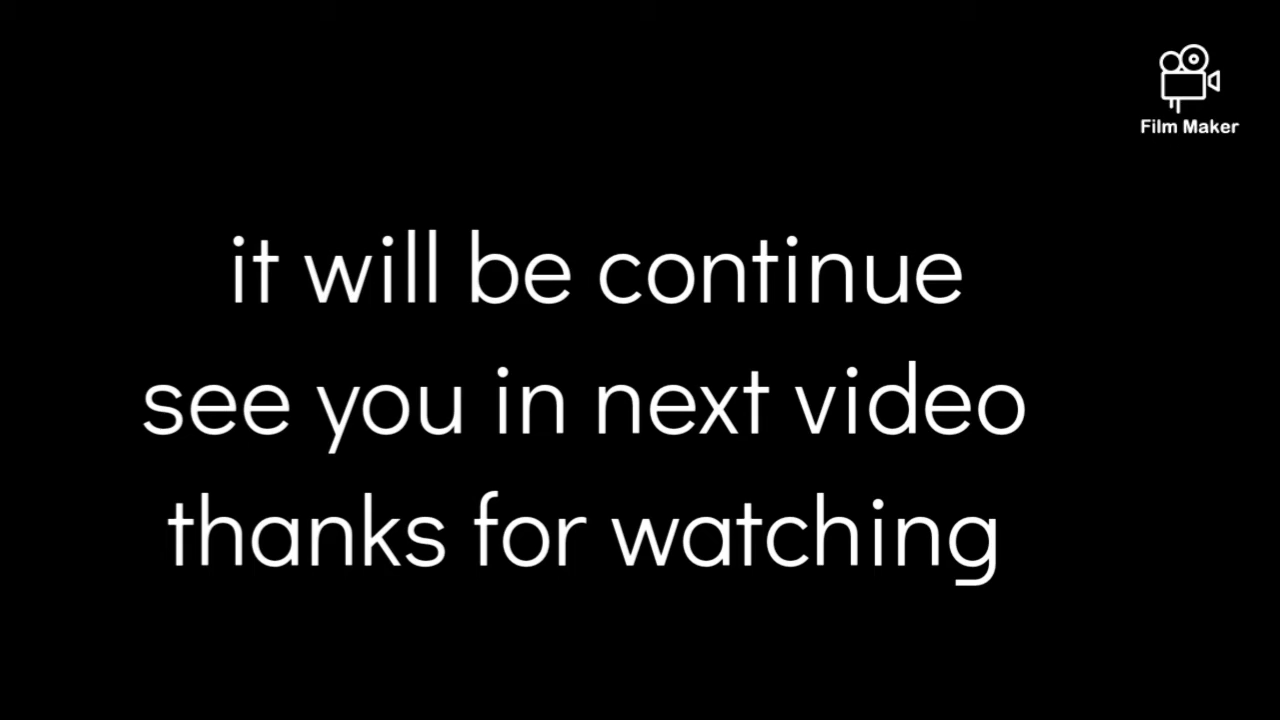 Film Maker
it will be continue
see you in next video
thanks for watching